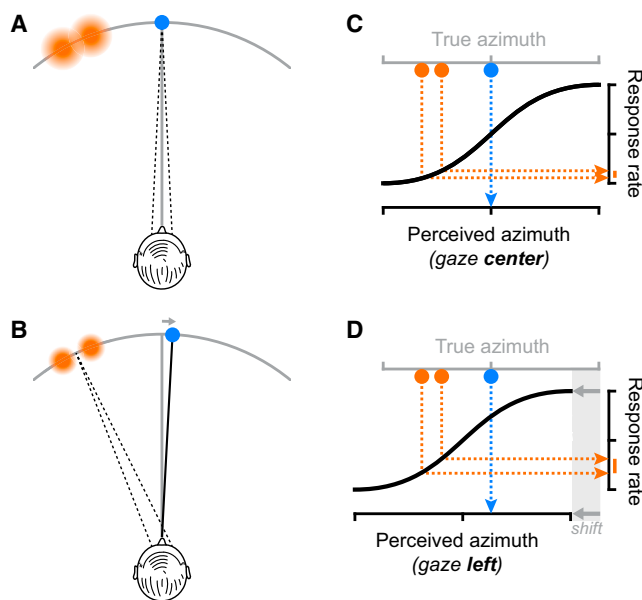 A
C
True azimuth
Response rate
Perceived azimuth
(gaze center)
B
D
True azimuth
Response rate
shift
Perceived azimuth
(gaze left)